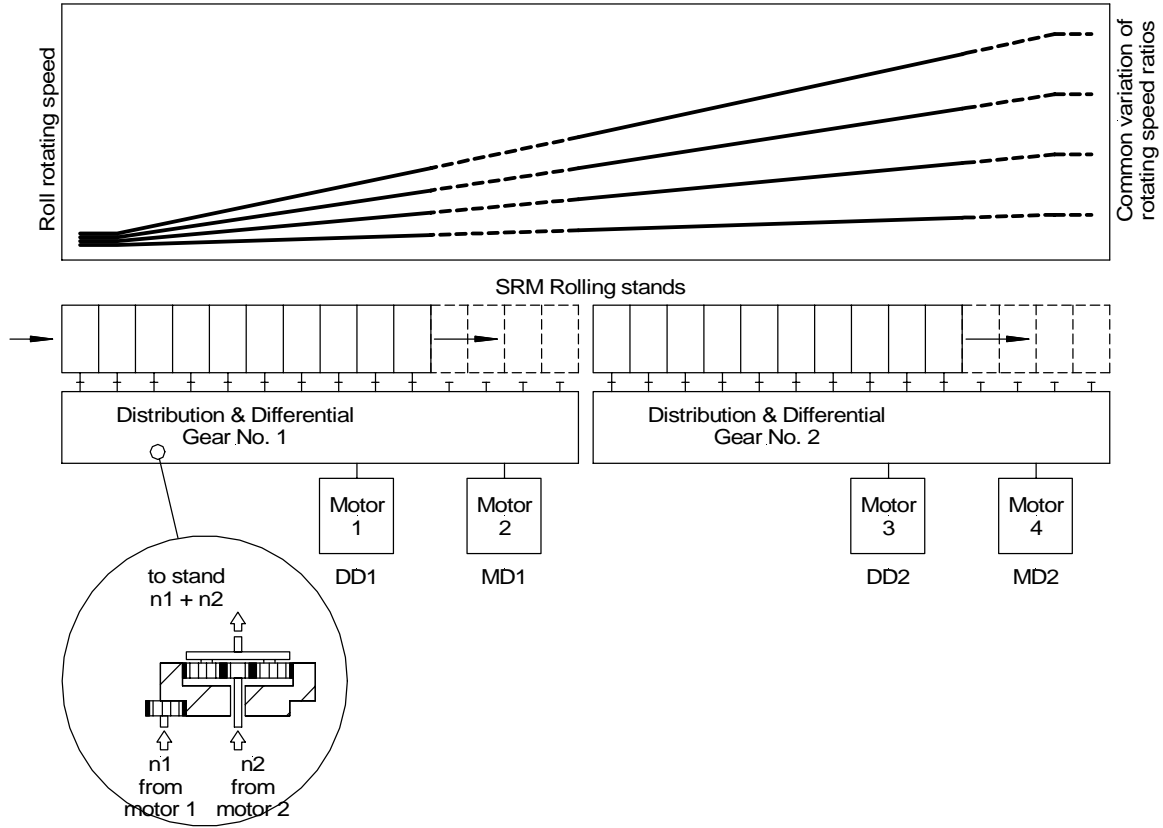 Roll rotating speed
Common variation of
rotating speed ratios
SRM Rolling stands
Distribution & Differential
Gear No. 1
Distribution & Differential
Gear No. 2
Motor
1
Motor
2
Motor
3
Motor
4
DD1
MD1
DD2
MD2
to stand
n1 + n2
n1
from
motor 1
n2
from
motor 2